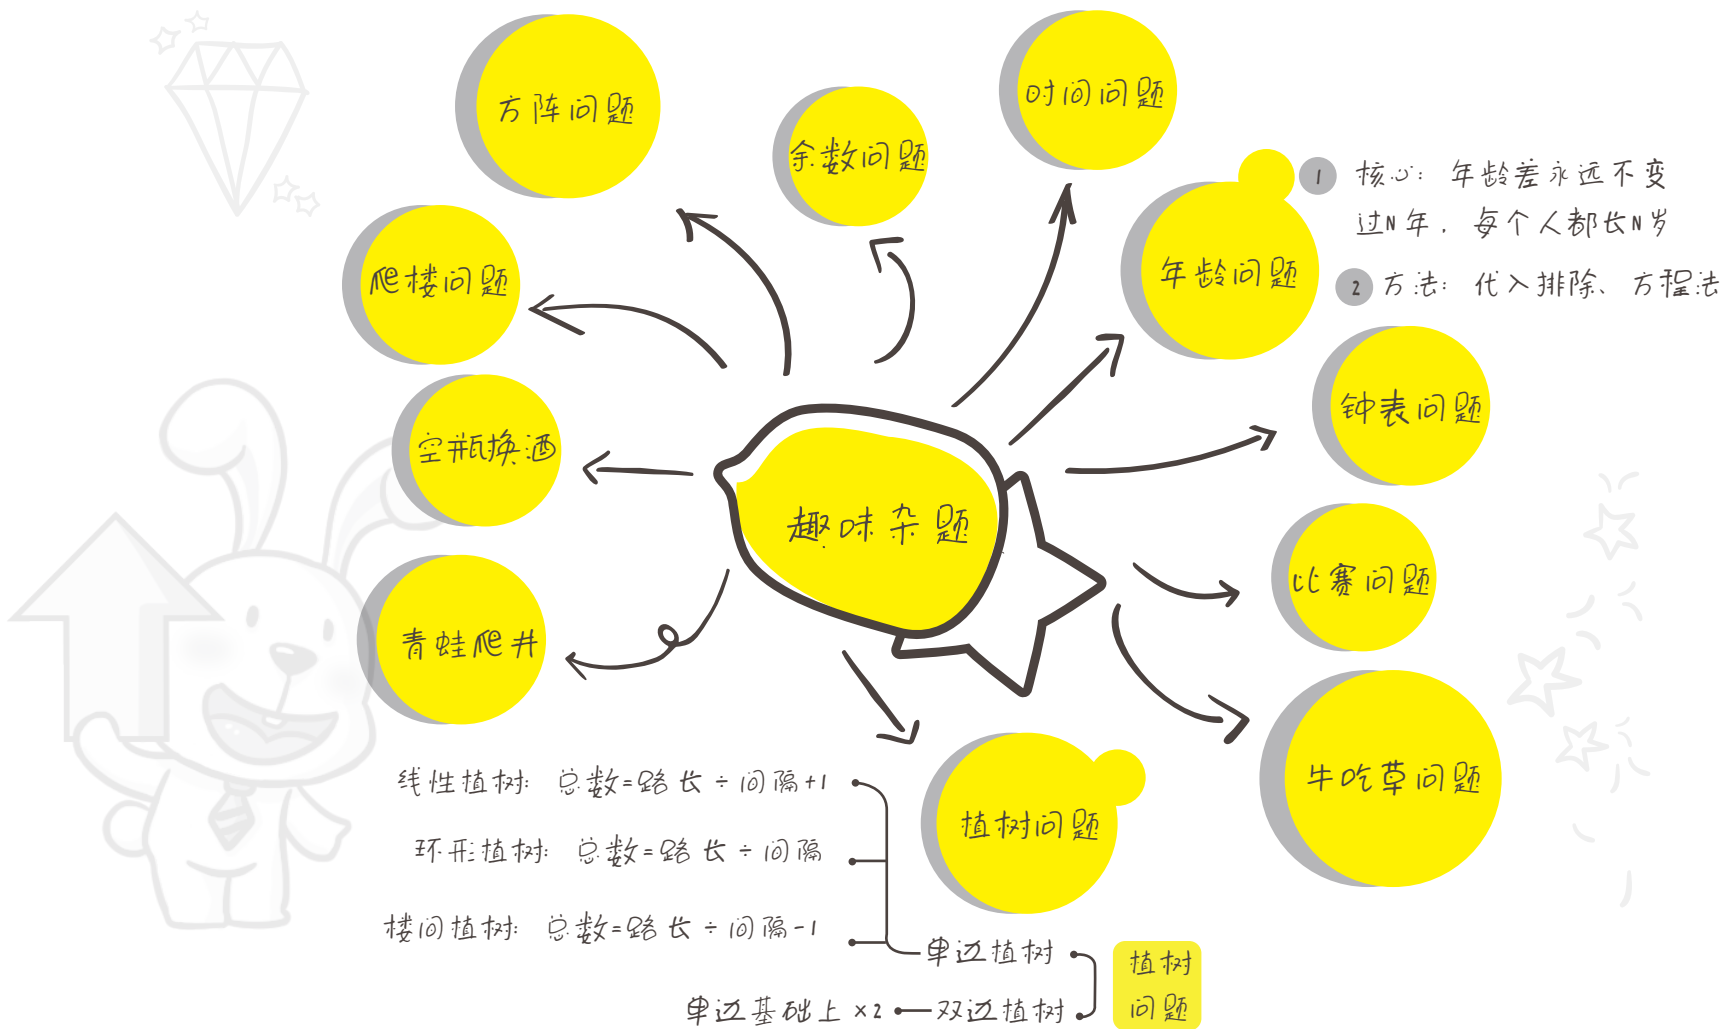 方阵问题
余数问题
时间问题
年龄问题
1 核心：年龄差永远不变
过N年，每个人都长N岁
2 方法：代入排除、方程法
爬楼问题
钟表问题
空瓶换酒
趣味杂题
比赛问题
青蛙爬井
牛吃草问题
植树问题
线性植树：总数=路长÷间隔+1
环形植树：总数=路长÷间隔
楼间植树：总数=路长÷间隔-1
单边植树
单边基础上×2
双边植树
植树
问题